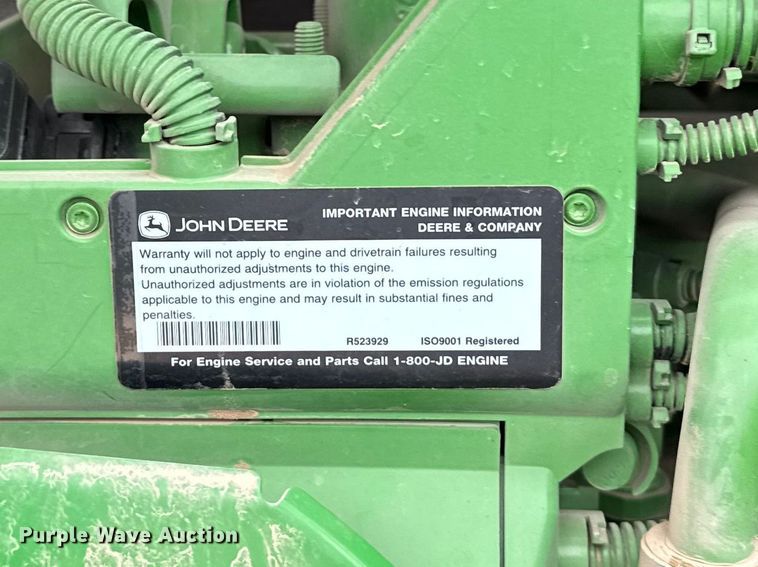 JOHN DEERE
IMPORTANT ENGINE INFORMATION
DEERE & COMPANY
Warranty will not apply to engine and drivetrain failures resulting
from unauthorized adjustments to this engine.
Unauthorized adjustments are in violation of the emission regulations
applicable to this engine and may result in substantial fines and
penalties.
R523929 ISO9001 Registered
For Engine Service and Parts Call 1-800-JD ENGINE
Purple Wave Auction